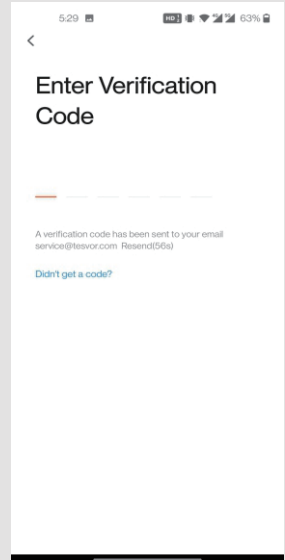 5:29 HD 63%
Enter Verification
Code
A verification code has been sent to your email
service@tesvor.com Resend(56s)
Didn't get a code?